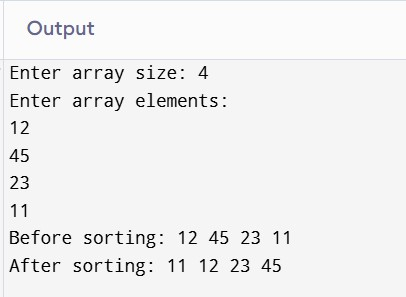 Output
Enter array size: 4
Enter array elements:
12
45
23
11
Before sorting: 12 45 23 11
After sorting: 11 12 23 45